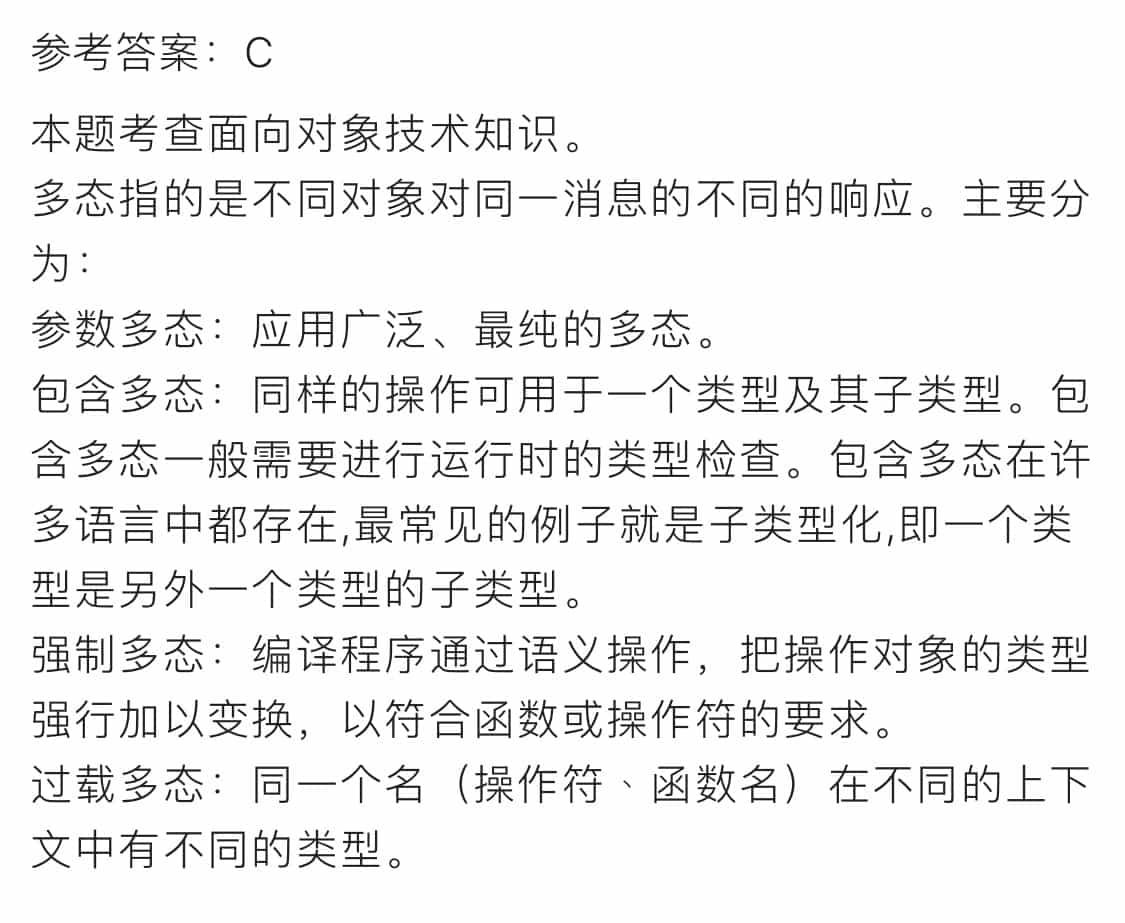 参考答案：C
本题考查面向对象技术知识。
多态指的是不同对象对同一消息的不同的响应。主要分
为：
参数多态：应用广泛、最纯的多态。
包含多态：同样的操作可用于一个类型及其子类型。包
含多态一般需要进行运行时的类型检查。包含多态在许
多语言中都存在,最常见的例子就是子类型化,即一个类
型是另外一个类型的子类型。
强制多态：编译程序通过语义操作，把操作对象的类型
强行加以变换，以符合函数或操作符的要求。
过载多态：同一个名（操作符﹑函数名）在不同的上下
文中有不同的类型。